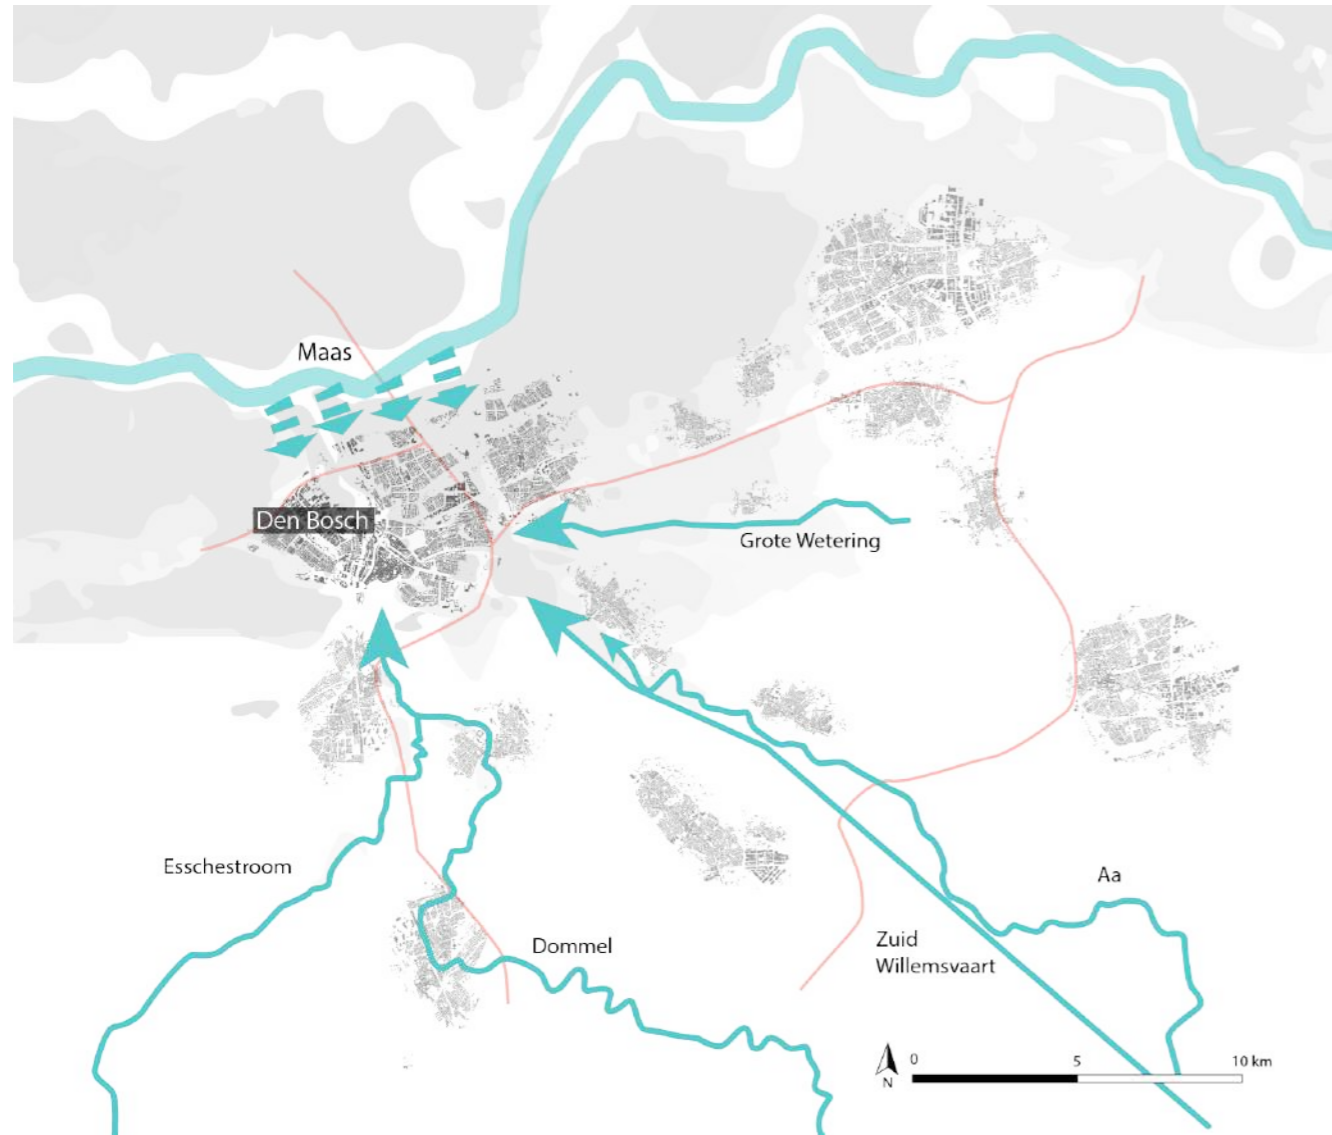 Maas
Den Bosch
Grote Wetering
Esschestroom
Aa
Dommel
Zuid
Willemsvaart
0 5 10 km
N